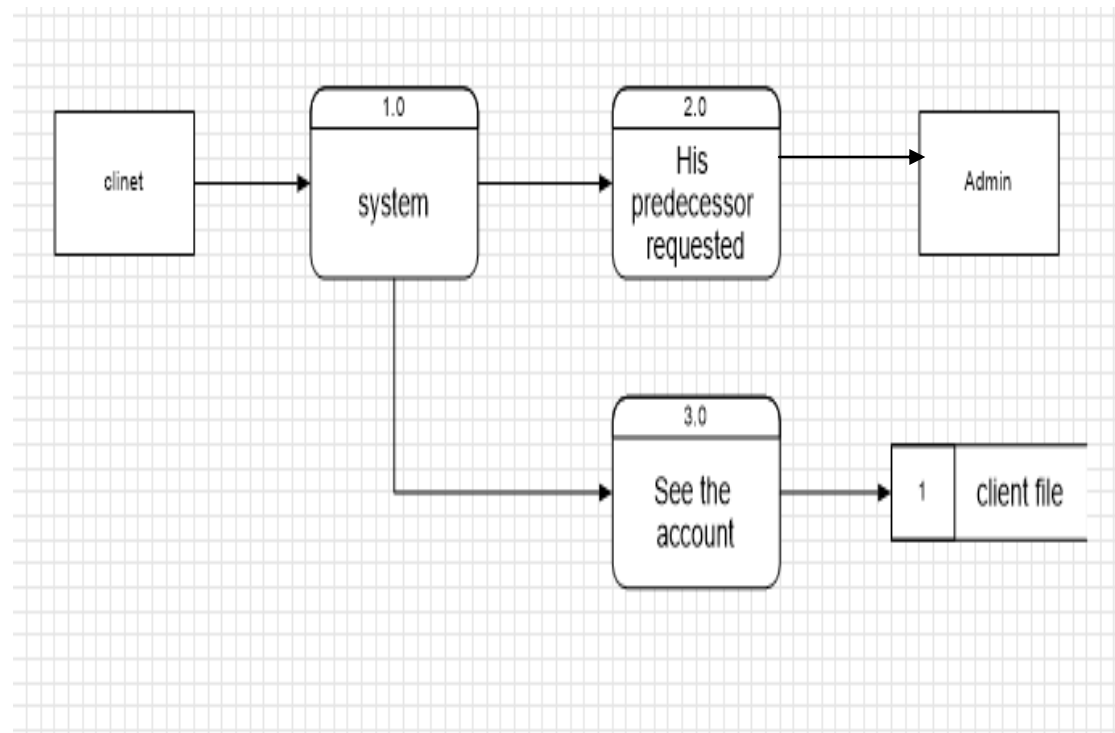 clinet
1.0
system
2.0
His
predecessor
requested
Admin
3.0
See the
account
1
client file